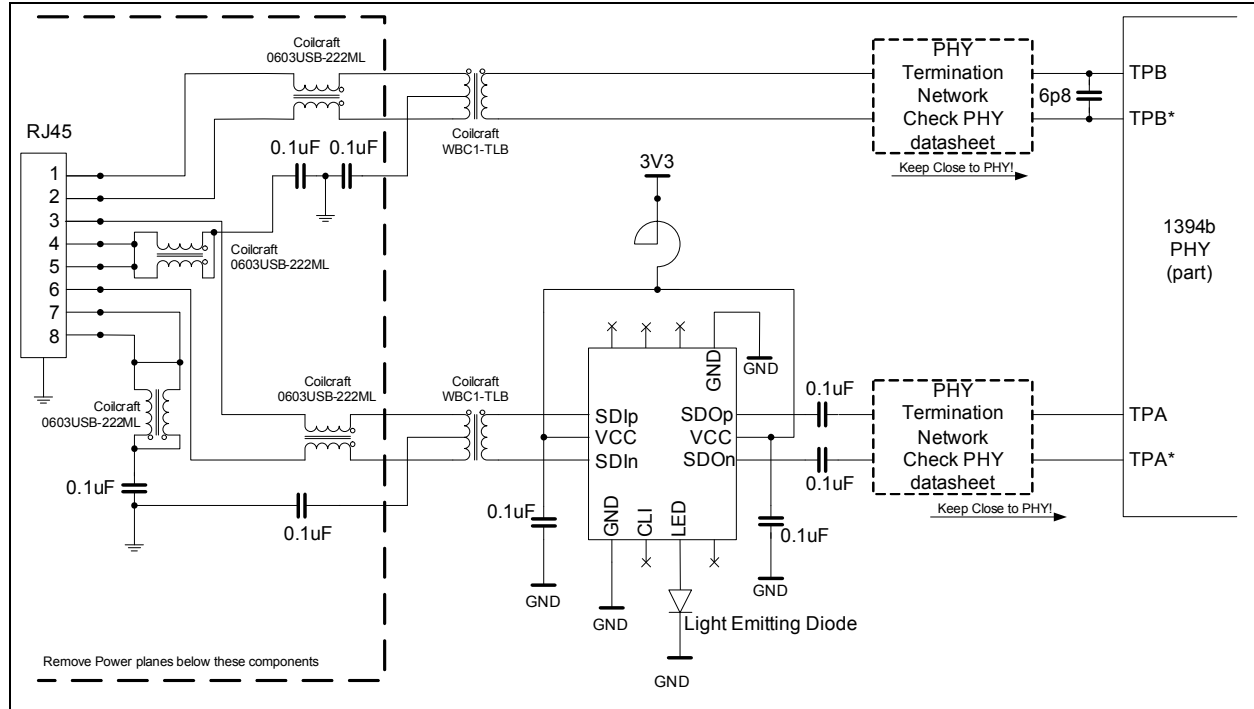 Coilcraft
0603USB-222ML
Coilcraft
WBC1-TLB
PHY
Termination
Network
Check PHY
datasheet
Keep Close to PHY!
6p8
TPB
TPB*
RJ45
1
2
3
4
5
6
7
8
0.1uF
0.1uF
Coilcraft
0603USB-222ML
3V3
1394b
PHY
(part)
Coilcraft
0603USB-222ML
0.1uF
Coilcraft
0603USB-222ML
0.1uF
Coilcraft
WBC1-TLB
GND
GND
SDIp
VCC
SDIn
SDOp
VCC
SDOn
GND
CLI
LED
0.1uF
GND
GND
Light Emitting Diode
GND
0.1uF
GND
0.1uF
0.1uF
PHY
Termination
Network
Check PHY
datasheet
Keep Close to PHY!
TPA
TPA*
Remove Power planes below these components